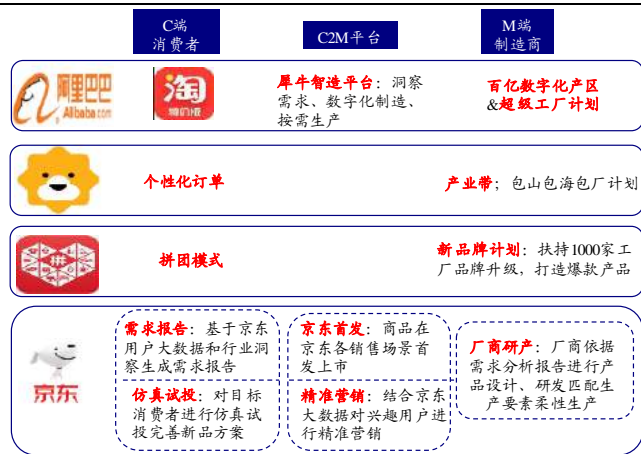 C端
消费者
C2M平台
M端
制造商
阿里巴巴
Alibaba.com
淘
特价版
犀牛智造平台：洞察
需求、数字化制造、
按需生产
百亿数字化产区
&超级工厂计划
个性化订单
产业带；包山包海包厂计划
拼
拼团模式
新品牌计划：扶持1000家工
厂品牌升级，打造爆款产品
京东
需求报告：基于京东
用户大数据和行业洞
察生成需求报告
仿真试投：对目标
消费者进行仿真试
投完善新品方案
京东首发：商品在
京东各销售场景首
发上市
精准营销：结合京东
大数据对兴趣用户进
行精准营销
厂商研产：厂商依据
需求分析报告进行产
品设计、研发匹配生
产要素柔性生产